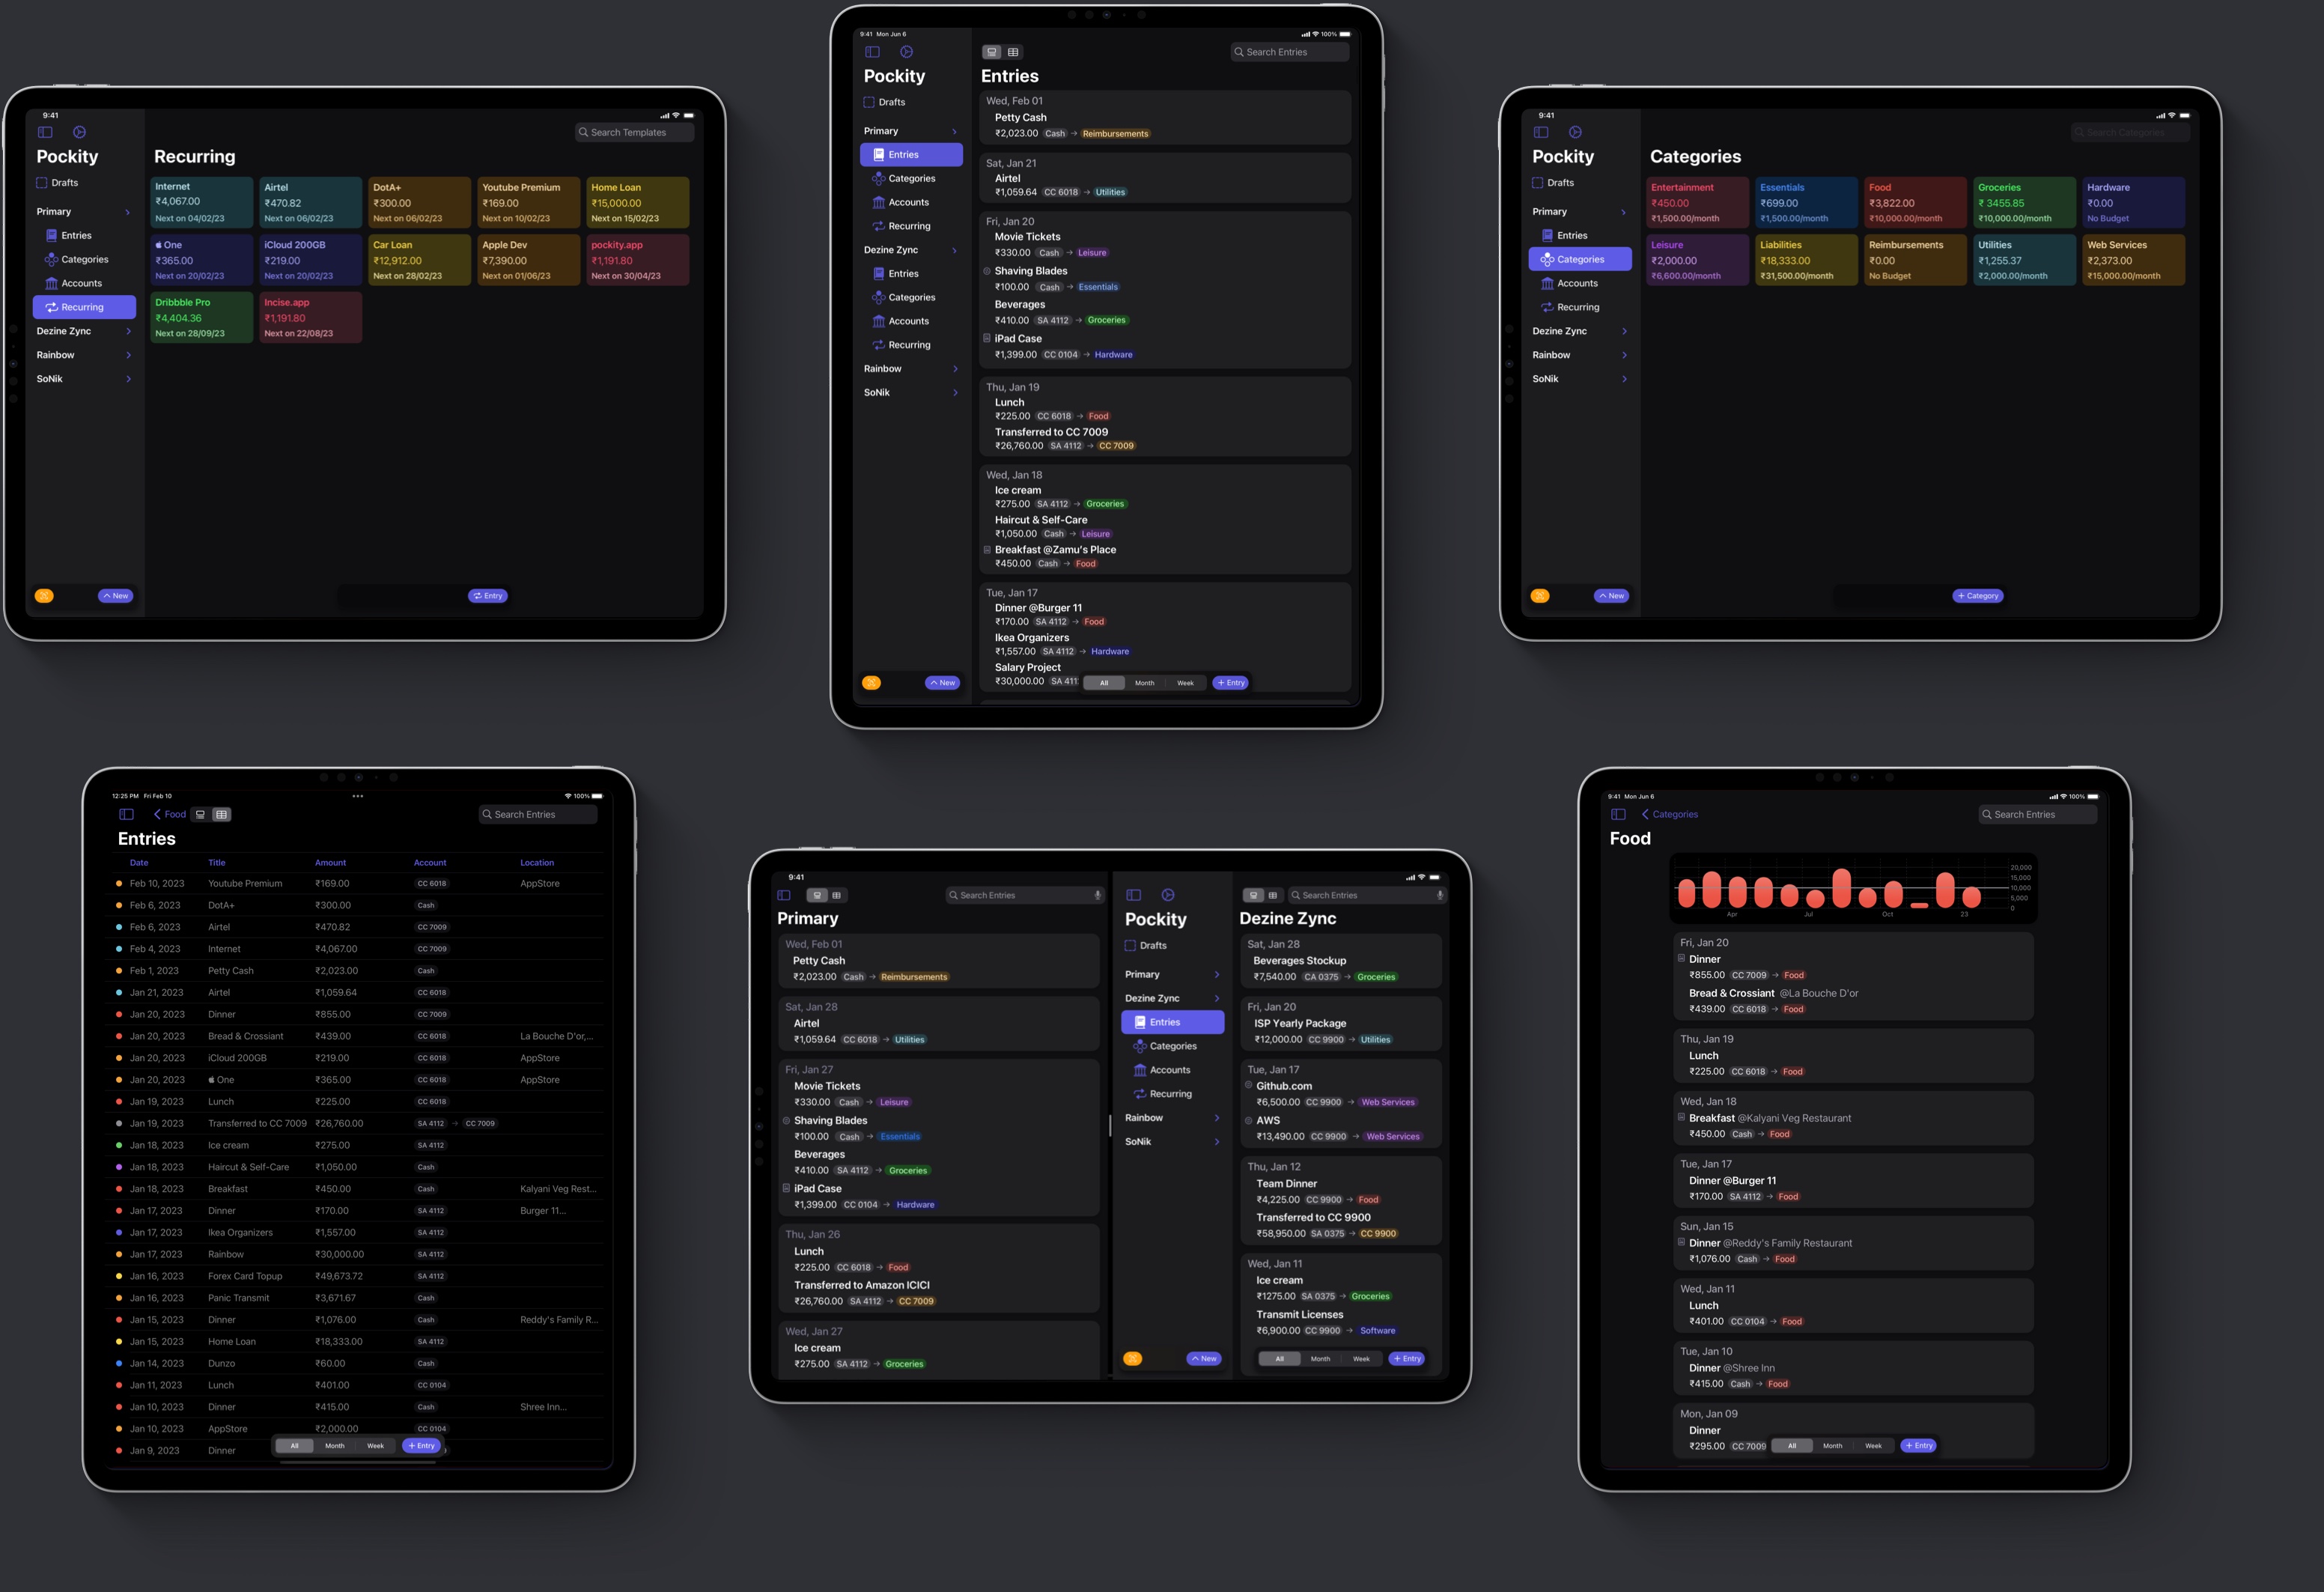 9:41
Search Templates
Pockity
Recurring
Drafts
Primary
Entries
Categories
Accounts
Recurring
Dezine Zync
Rainbow
SoNik
Internet
₹4,067.00
Next on 04/02/23
Airtel
₹470.82
Next on 06/02/23
DotA+
₹300.00
Next on 06/02/23
Youtube Premium
₹169.00
Next on 10/02/23
Home Loan
₹15,000.00
Next on 15/02/23
One
₹365.00
Next on 20/02/23
iCloud 200GB
₹219.00
Next on 20/02/23
Car Loan
₹12,912.00
Next on 28/02/23
Apple Dev
₹7,390.00
Next on 01/06/23
pockity.app
₹1,191.80
Next on 30/04/23
Dribbble Pro
₹4,404.36
Next on 28/09/23
Incise.app
₹1,191.80
Next on 22/08/23
New
Entry
9:41 Mon Jun 6
100%
Search Entries
Pockity
Entries
Drafts
Primary
Entries
Categories
Accounts
Recurring
Dezine Zync
Entries
Categories
Accounts
Recurring
Rainbow
SoNik
New
Wed, Feb 01
Petty Cash
₹2,023.00 Cash → Reimbursements
Sat, Jan 21
Airtel
₹1,059.64 CC 6018 → Utilities
Fri, Jan 20
Movie Tickets
₹330.00 Cash → Leisure
Shaving Blades
₹100.00 Cash → Essentials
Beverages
₹410.00 SA 4112 → Groceries
iPad Case
₹1,399.00 CC 0104 → Hardware
Thu, Jan 19
Lunch
₹225.00 CC 6018 → Food
Transferred to CC 7009
₹26,760.00 SA 4112 → CC 7009
Wed, Jan 18
Ice cream
₹275.00 SA 4112 → Groceries
Haircut & Self-Care
₹1,050.00 Cash → Leisure
Breakfast @Zamu's Place
₹450.00 Cash → Food
Tue, Jan 17
Dinner @Burger 11
₹170.00 SA 4112 → Food
Ikea Organizers
₹1,557.00 SA 4112 → Hardware
Salary Project
₹30,000.00 SA 411
All Month Week + Entry
9:41
Search Categories
Pockity
Categories
Drafts
Primary
Entries
Categories
Accounts
Recurring
Dezine Zync
Rainbow
SoNik
Entertainment
₹450.00
₹1,500.00/month
Essentials
₹699.00
₹1,500.00/month
Food
₹3,822.00
₹10,000.00/month
Groceries
₹ 3455.85
₹10,000.00/month
Hardware
₹0.00
No Budget
Leisure
₹2,000.00
₹6,600.00/month
Liabilities
₹18,333.00
₹31,500.00/month
Reimbursements
₹0.00
No Budget
Utilities
₹1,255.37
₹2,000.00/month
Web Services
₹2,373.00
₹15,000.00/month
New
+ Category
12:25 PM Fri Feb 10
100%
Food
Search Entries
Entries
Date Title Amount Account Location
Feb 10, 2023 Youtube Premium ₹169.00 CC 6018 AppStore
Feb 6, 2023 DotA+ ₹300.00 Cash
Feb 6, 2023 Airtel ₹470.82 CC 7009
Feb 4, 2023 Internet ₹4,067.00 CC 7009
Feb 1, 2023 Petty Cash ₹2,023.00 Cash
Jan 21, 2023 Airtel ₹1,059.64 CC 6018
Jan 20, 2023 Dinner ₹855.00 CC 7009
Jan 20, 2023 Bread & Crossiant ₹439.00 CC 6018 La Bouche D'or,...
Jan 20, 2023 iCloud 200GB ₹219.00 CC 6018 AppStore
Jan 20, 2023 One ₹365.00 CC 6018 AppStore
Jan 19, 2023 Lunch ₹225.00 CC 6018
Jan 19, 2023 Transferred to CC 7009 ₹26,760.00 SA 4112 → CC 7009
Jan 18, 2023 Ice cream ₹275.00 SA 4112
Jan 18, 2023 Haircut & Self-Care ₹1,050.00 Cash
Jan 18, 2023 Breakfast ₹450.00 Cash Kalyani Veg Rest...
Jan 17, 2023 Dinner ₹170.00 SA 4112 Burger 11...
Jan 17, 2023 Ikea Organizers ₹1,557.00 SA 4112
Jan 17, 2023 Rainbow ₹30,000.00 SA 4112
Jan 16, 2023 Forex Card Topup ₹49,673.72 SA 4112
Jan 16, 2023 Panic Transmit ₹3,671.67 Cash
Jan 15, 2023 Dinner ₹1,076.00 Cash Reddy's Family R...
Jan 15, 2023 Home Loan ₹18,333.00 SA 4112
Jan 14, 2023 Dunzo ₹60.00 Cash
Jan 11, 2023 Lunch ₹401.00 CC 0104
Jan 10, 2023 Dinner ₹415.00 Cash Shree Inn...
Jan 10, 2023 AppStore ₹2,000.00 CC 0104
Jan 9, 2023 Dinner
All Month Week + Entry
9:41
Search Entries
Primary
Wed, Feb 01
Petty Cash
₹2,023.00 Cash → Reimbursements
Sat, Jan 28
Airtel
₹1,059.64 CC 6018 → Utilities
Fri, Jan 27
Movie Tickets
₹330.00 Cash → Leisure
Shaving Blades
₹100.00 Cash → Essentials
Beverages
₹410.00 SA 4112 → Groceries
iPad Case
₹1,399.00 CC 0104 → Hardware
Thu, Jan 26
Lunch
₹225.00 CC 6018 → Food
Transferred to Amazon ICICI
₹26,760.00 SA 4112 → CC 7009
Wed, Jan 27
Ice cream
₹275.00 SA 4112 → Groceries
Pockity
Drafts
Primary
Dezine Zync
Entries
Categories
Accounts
Recurring
Rainbow
SoNik
New
Search Entries
Dezine Zync
Sat, Jan 28
Beverages Stockup
₹7,540.00 CA 0375 → Groceries
Fri, Jan 20
ISP Yearly Package
₹12,000.00 CC 9900 → Utilities
Tue, Jan 17
Github.com
₹6,500.00 CC 9900 → Web Services
AWS
₹13,490.00 CC 9900 → Web Services
Thu, Jan 12
Team Dinner
₹4,225.00 CC 9900 → Food
Transferred to CC 9900
₹58,950.00 SA 0375 → CC 9900
Wed, Jan 11
Ice cream
₹1275.00 SA 0375 → Groceries
Transmit Licenses
₹6,900.00 CC 9900 → Software
All Month Week + Entry
9:41 Mon Jun 6
100%
Categories
Search Entries
Food
20,000
15,000
10,000
5,000
0
Apr Jul Oct 23
Fri, Jan 20
Dinner
₹855.00 CC 7009 → Food
Bread & Crossiant @La Bouche D'or
₹439.00 CC 6018 → Food
Thu, Jan 19
Lunch
₹225.00 CC 6018 → Food
Wed, Jan 18
Breakfast @Kalyani Veg Restaurant
₹450.00 Cash → Food
Tue, Jan 17
Dinner @Burger 11
₹170.00 SA 4112 → Food
Sun, Jan 15
Dinner @Reddy's Family Restaurant
₹1,076.00 Cash → Food
Wed, Jan 11
Lunch
₹401.00 CC 0104 → Food
Tue, Jan 10
Dinner @Shree Inn
₹415.00 Cash → Food
Mon, Jan 09
Dinner
₹295.00 CC 7009
All Month Week + Entry